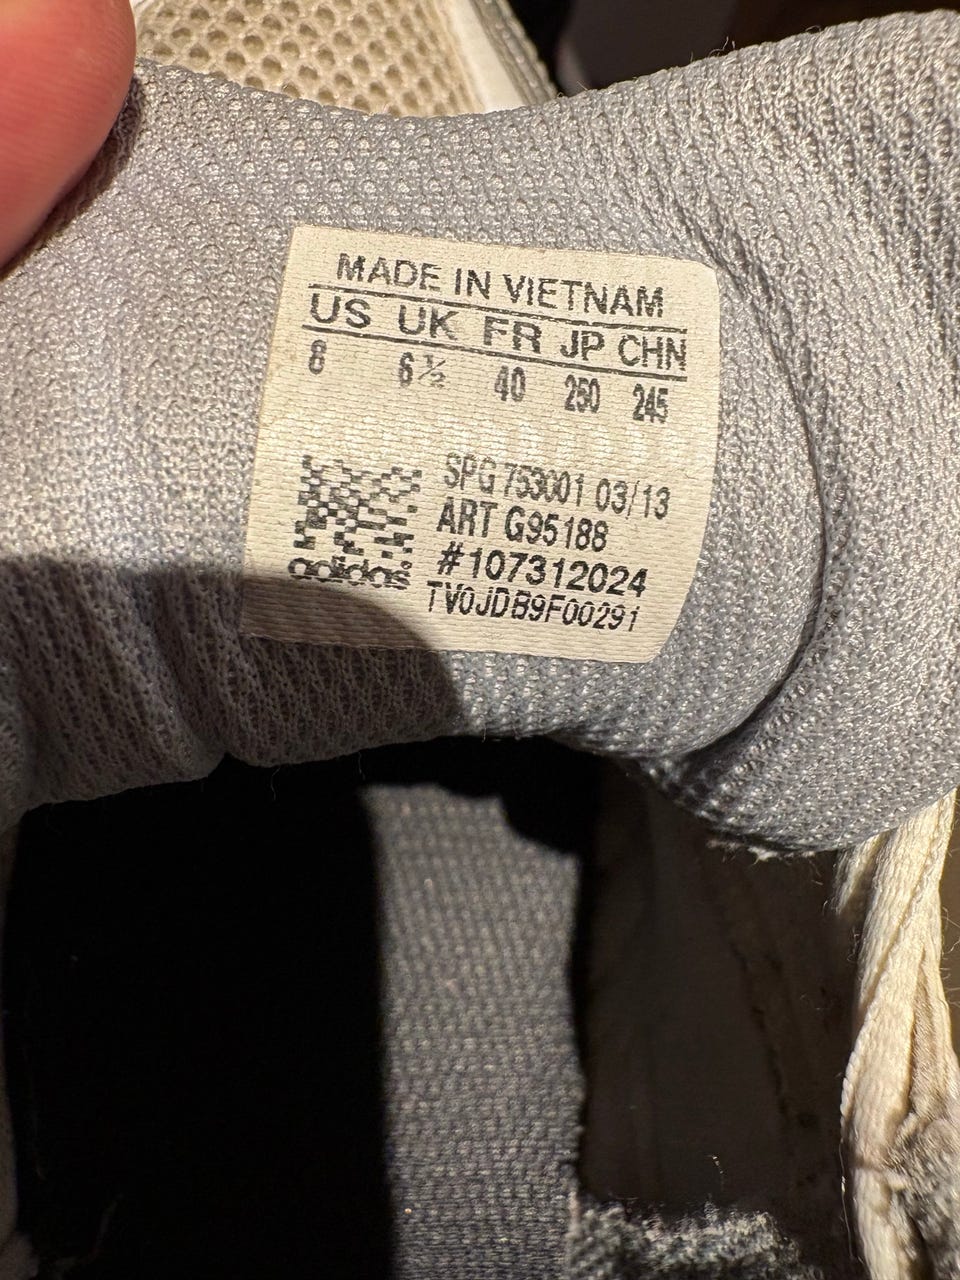 MADE IN VIETNAM
US UK FR JP CHN
8 6½ 40 250 245
SPG 753001 03/13
ART G95188
#107312024
adidas
TV0JDB9F00291